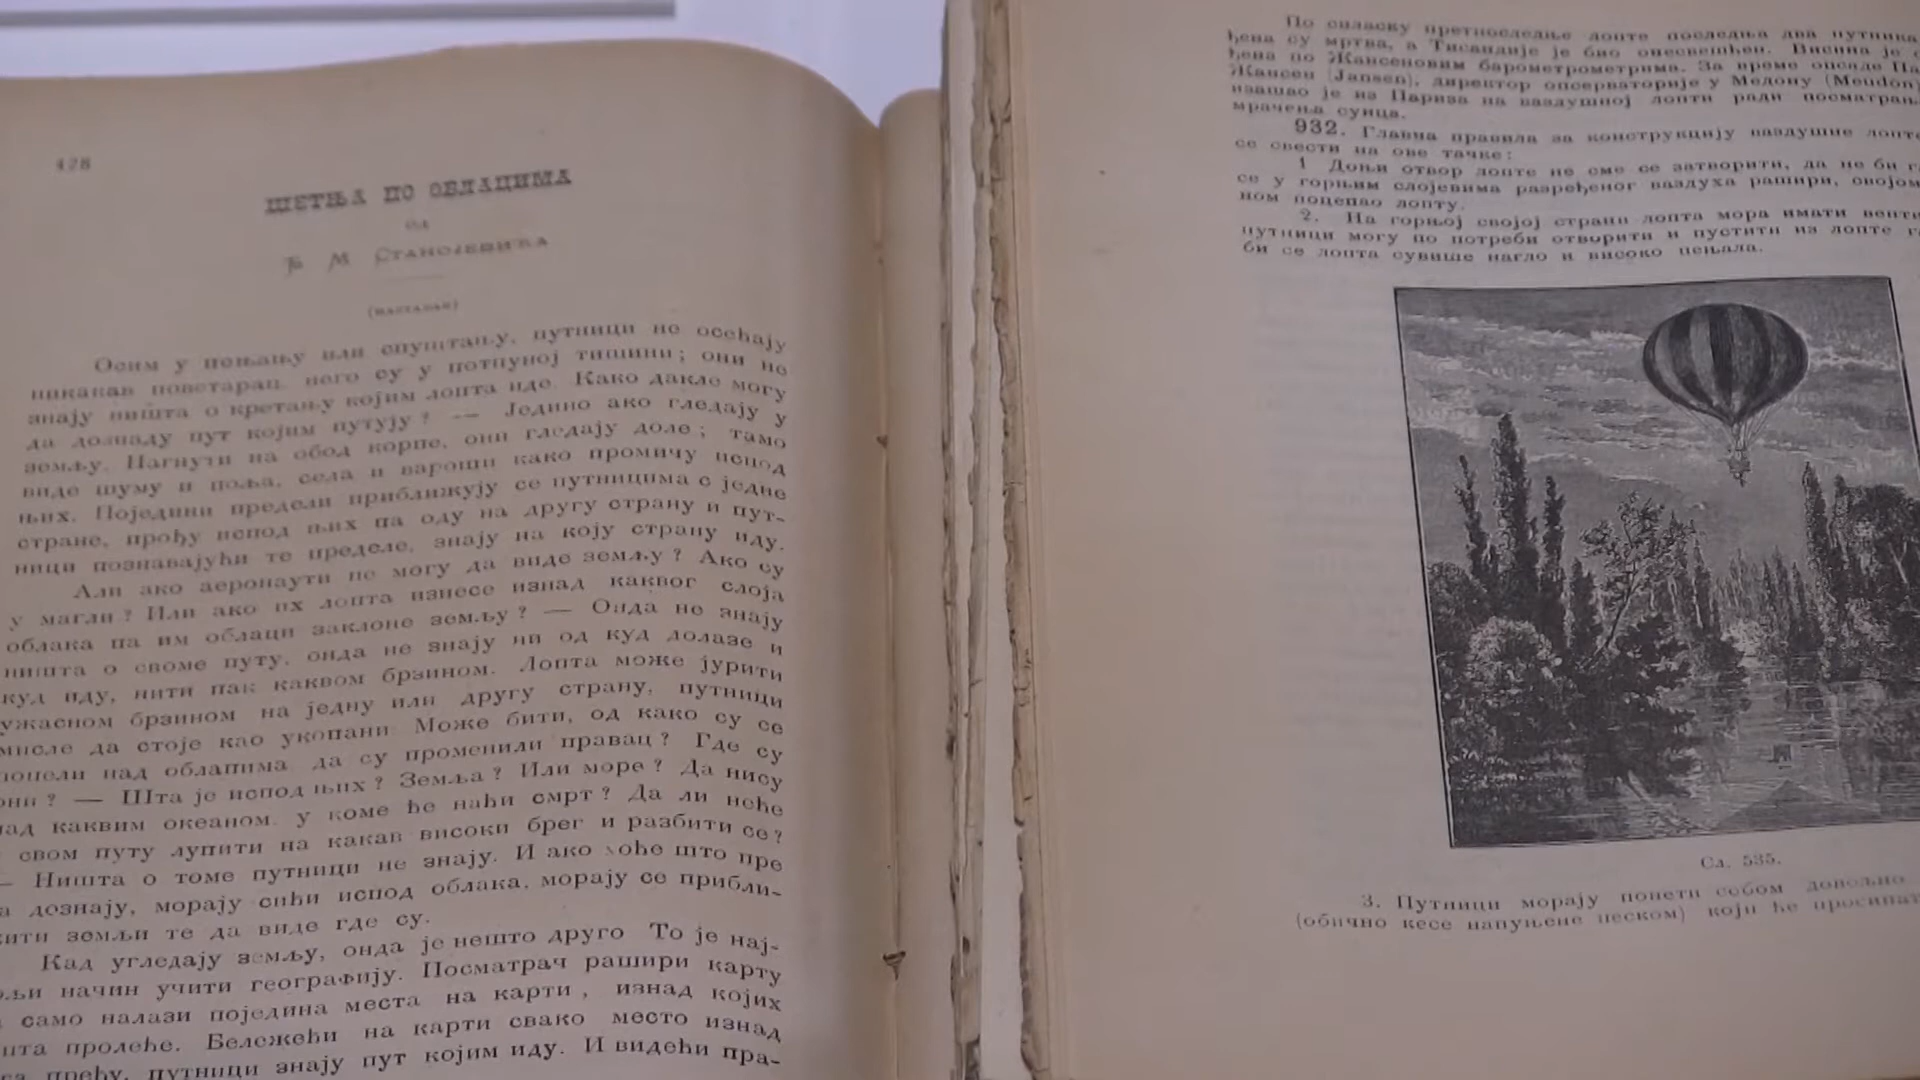 428
ШЕТЊА ПО ОБЛАЦИМА
ОД
Ђ М СТАНОЈЕВИЋА
(НАСТАВАК)
Осим у пењању или спуштању, путници не осећају
никакав поветарац него су у потпуној тишини; они не
знају ништа о кретању којим лопта иде. Како дакле могу
да дознаду пут којим путују? — Једино ако гледају у
земљу. Нагнути на обод корпе, они гледају доле; тамо
виде шуму и поља, села и вароши како промичу испод
њих. Поједини предели приближују се путницима с једне
стране, прођу испод њих па оду на другу страну и пут-
ници познавајући те пределе, знају на коју страну иду.
Али ако аеронаути не могу да виде земљу? Ако су
у магли? Или ако их лопта изнесе изнад каквог слоја
облака па им облаци заклоне земљу? — Онда не знају
ништа о своме путу, онда не знају ни од куд долазе и
куд иду, нити пак каквом брзином. Лопта може јурити
ужасном брзином на једну или другу страну, путници
мисле да стоје као укопани Може бити, од како су се
попели над облацима да су променили правац? Где су
они? — Шта је испод њих? Земља? Или море? Да нису
над каквим океаном у коме ће наћи смрт? Да ли неће
свом путу лупити на какав високи брег и разбити се?
— Ништа о томе путници не знају. И ако хоће што пре
дознају, морају сићи испод облака, морају се прибли-
жити земљи те да виде где су.
Кад угледају земљу, онда је нешто друго То је нај-
љи начин учити географију. Посматрач рашири карту
само налази поједина места на карти, изнад којих
пта пролеће. Бележећи на карти свако место изнад
га пређу, путници знају пут којим иду. И видећи пра-
По силаску претпоследње лопте последња два путника
ђена су мртва, а Тисандије је био онесвешћен. Висина је
ђена по Жансеновим барометрометрима. За време опсаде Па
Жансен (Jansen), директор опсерваторије у Медону (Meudon)
изашао је из Париза на ваздушној лопти ради посматрањ
мрачења сунца.
932. Главна правила за конструкцију ваздушне лопте
се свести на ове тачке:
1 Доњи отвор лопте не сме се затворити, да не би г
се у горњим слојевима разређеног ваздуха рашири, својом
ном поцепао лопту.
2. На горњој својој страни лопта мора имати венти
путници могу по потреби отворити и пустити из лопте г
би се лопта сувише нагло и високо пењала.
Сл. 535.
3. Путници морају понети собом довољно
(обично кесе напуњене песком) који ће просипат